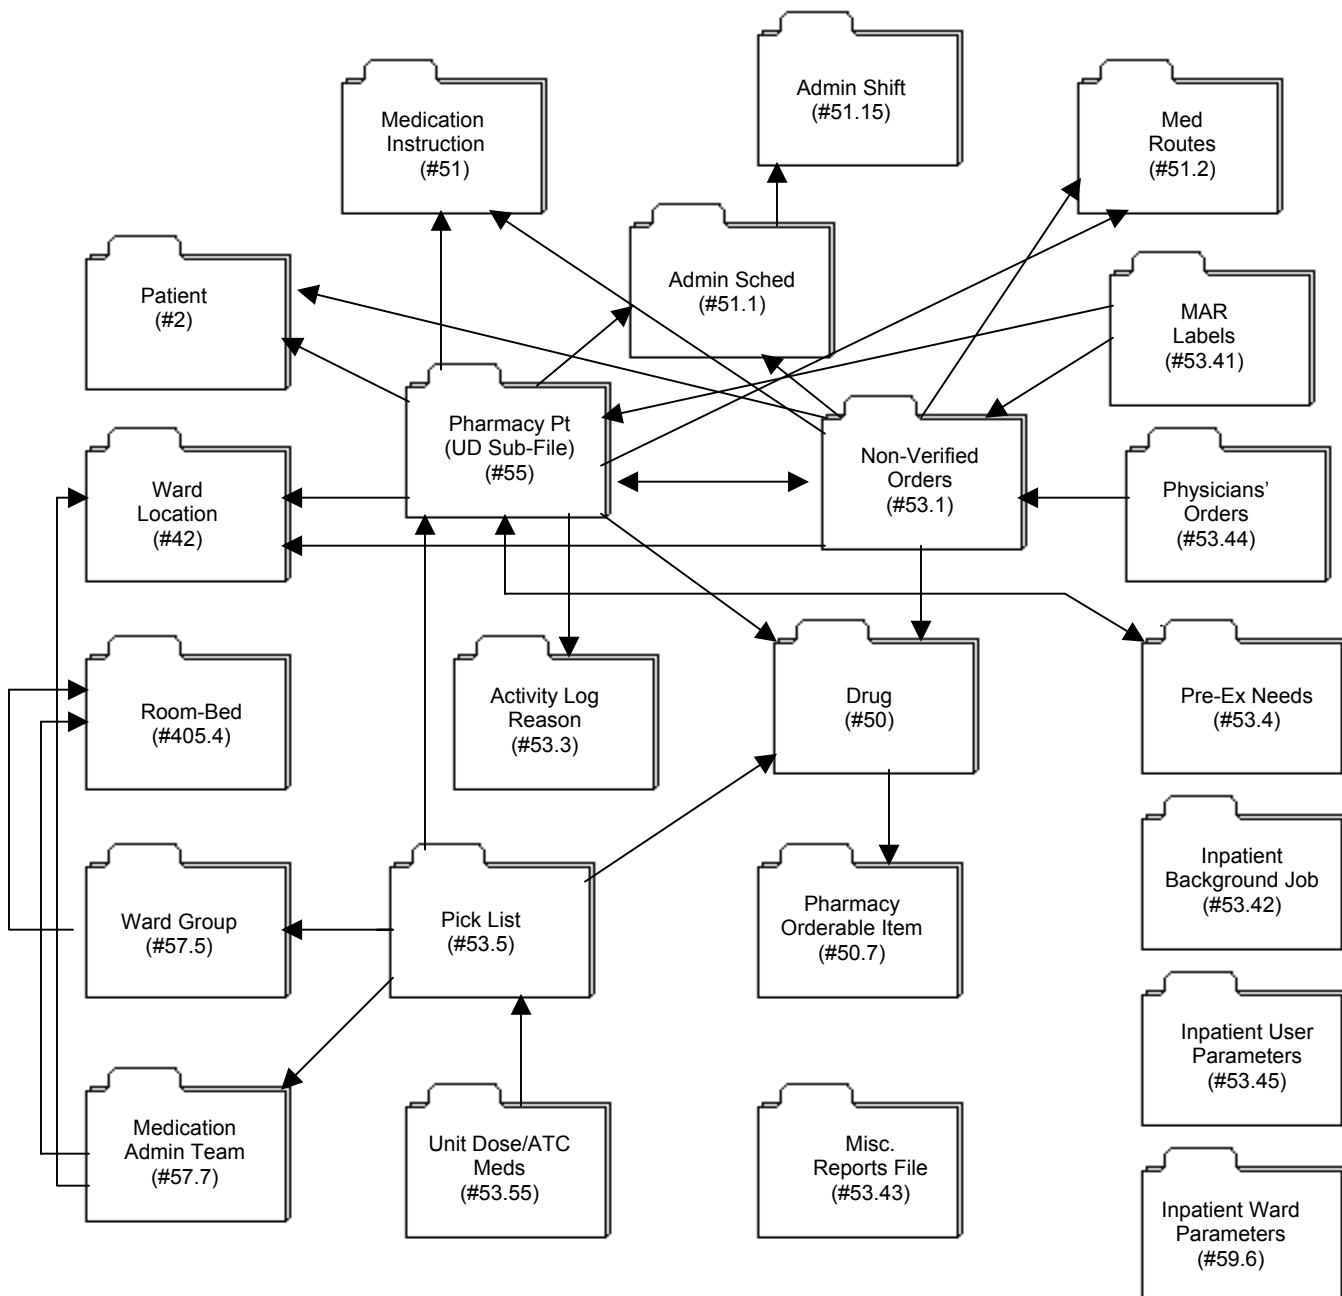 Admin Shift
(#51.15)
Medication
Instruction
(#51)
Med
Routes
(#51.2)
Patient
(#2)
Admin Sched
(#51.1)
MAR
Labels
(#53.41)
Pharmacy Pt
(UD Sub-File)
(#55)
Non-Verified
Orders
(#53.1)
Ward
Location
(#42)
Physicians’
Orders
(#53.44)
Room-Bed
(#405.4)
Activity Log
Reason
(#53.3)
Drug
(#50)
Pre-Ex Needs
(#53.4)
Ward Group
(#57.5)
Pick List
(#53.5)
Pharmacy
Orderable Item
(#50.7)
Inpatient
Background Job
(#53.42)
Inpatient User
Parameters
(#53.45)
Medication
Admin Team
(#57.7)
Unit Dose/ATC
Meds
(#53.55)
Misc.
Reports File
(#53.43)
Inpatient Ward
Parameters
(#59.6)